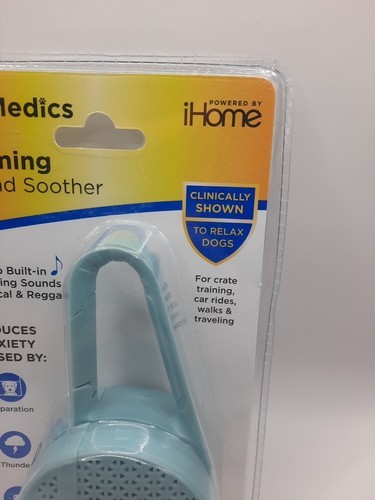 Medics
POWERED BY
iHome
ming
nd Soother
CLINICALLY
SHOWN
TO RELAX
DOGS
o Built-in
ing Sounds
cal & Regga
For crate
training,
car rides,
walks &
traveling
DUCES
XIETY
SED BY:
paration
Thunde